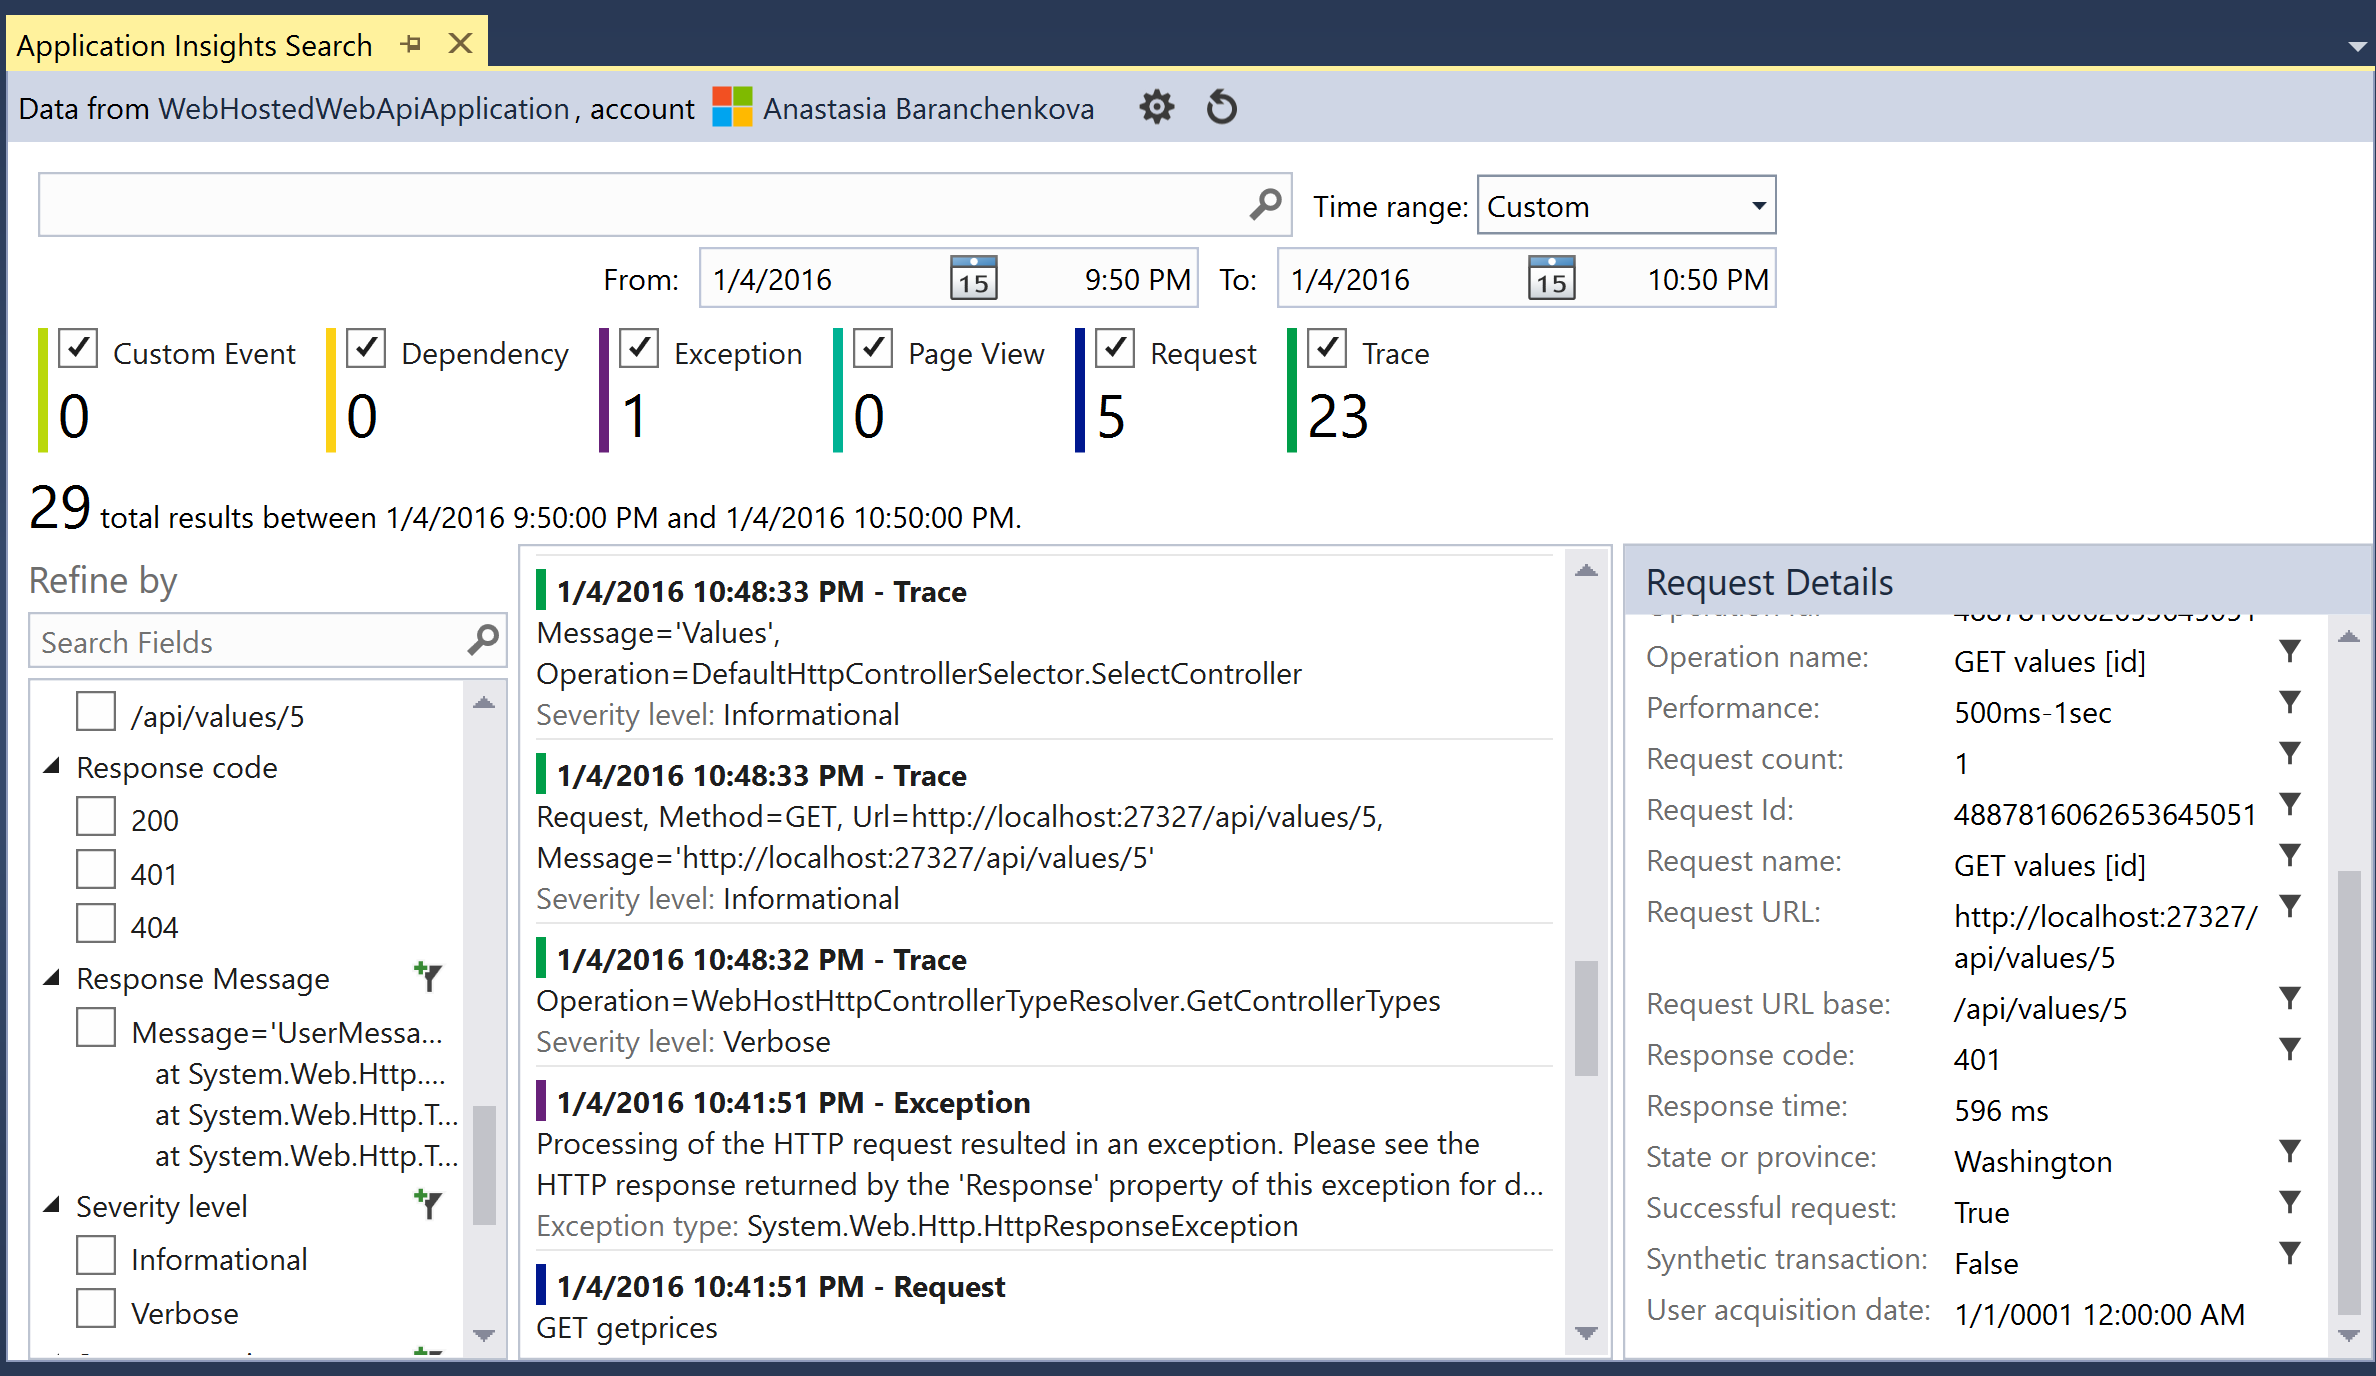 Application Insights Search
Data from WebHostedWebApiApplication, account Anastasia Baranchenkova
Time range: Custom
From: 1/4/2016 15 9:50 PM To: 1/4/2016 15 10:50 PM
Custom Event Dependency Exception Page View Request Trace
0 0 1 0 5 23
29 total results between 1/4/2016 9:50:00 PM and 1/4/2016 10:50:00 PM.
Refine by
Search Fields
/api/values/5
Response code
200
401
404
Response Message
Message='UserMessa...
at System.Web.Http....
at System.Web.Http.T...
at System.Web.Http.T...
Severity level
Informational
Verbose
1/4/2016 10:48:33 PM - Trace
Message='Values',
Operation=DefaultHttpControllerSelector.SelectController
Severity level: Informational
1/4/2016 10:48:33 PM - Trace
Request, Method=GET, Url=http://localhost:27327/api/values/5,
Message='http://localhost:27327/api/values/5'
Severity level: Informational
1/4/2016 10:48:32 PM - Trace
Operation=WebHostHttpControllerTypeResolver.GetControllerTypes
Severity level: Verbose
1/4/2016 10:41:51 PM - Exception
Processing of the HTTP request resulted in an exception. Please see the
HTTP response returned by the 'Response' property of this exception for d...
Exception type: System.Web.Http.HttpResponseException
1/4/2016 10:41:51 PM - Request
GET getprices
Request Details
Operation name: GET values [id]
Performance: 500ms-1sec
Request count: 1
Request Id: 4887816062653645051
Request name: GET values [id]
Request URL: http://localhost:27327/
api/values/5
Request URL base: /api/values/5
Response code: 401
Response time: 596 ms
State or province: Washington
Successful request: True
Synthetic transaction: False
User acquisition date: 1/1/0001 12:00:00 AM